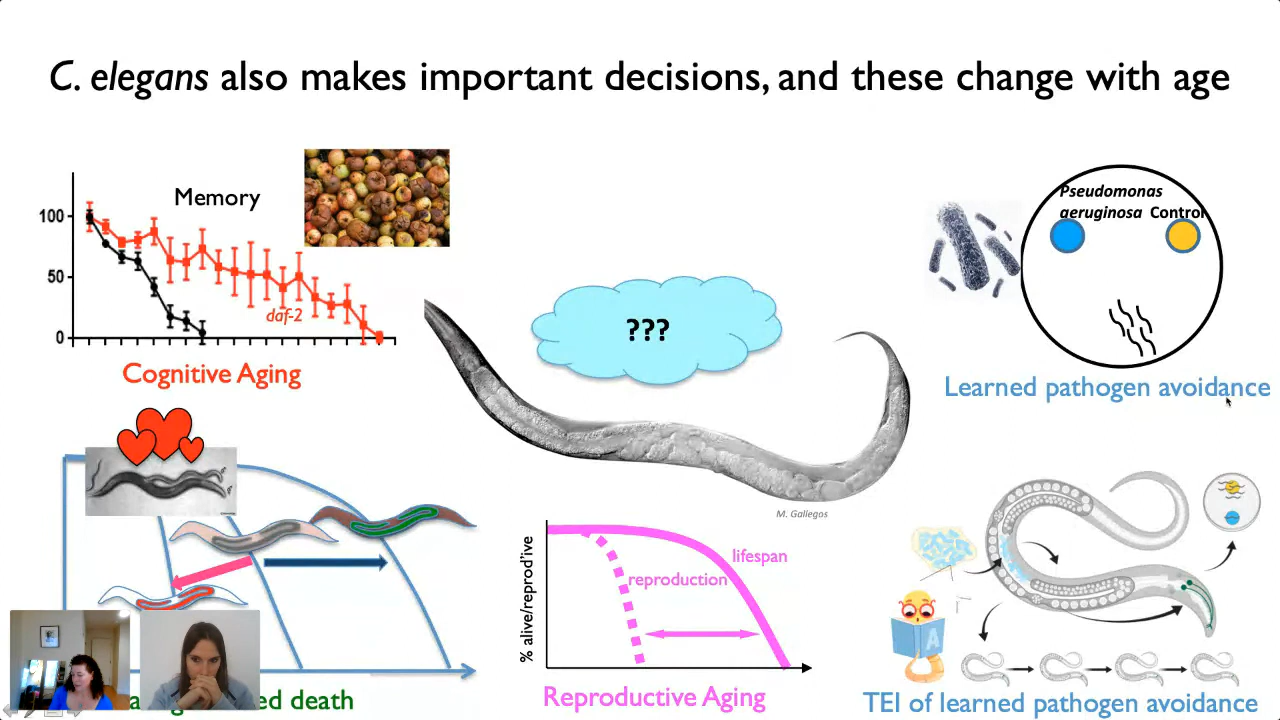 C. elegans also makes important decisions, and these change with age
Memory
100
50
0
daf-2
Cognitive Aging
???
M. Gallegos
Pseudomonas
aeruginosa Control
Learned pathogen avoidance
% alive/reprod'ive
lifespan
reproduction
Reproductive Aging
death
A
TEI of learned pathogen avoidance